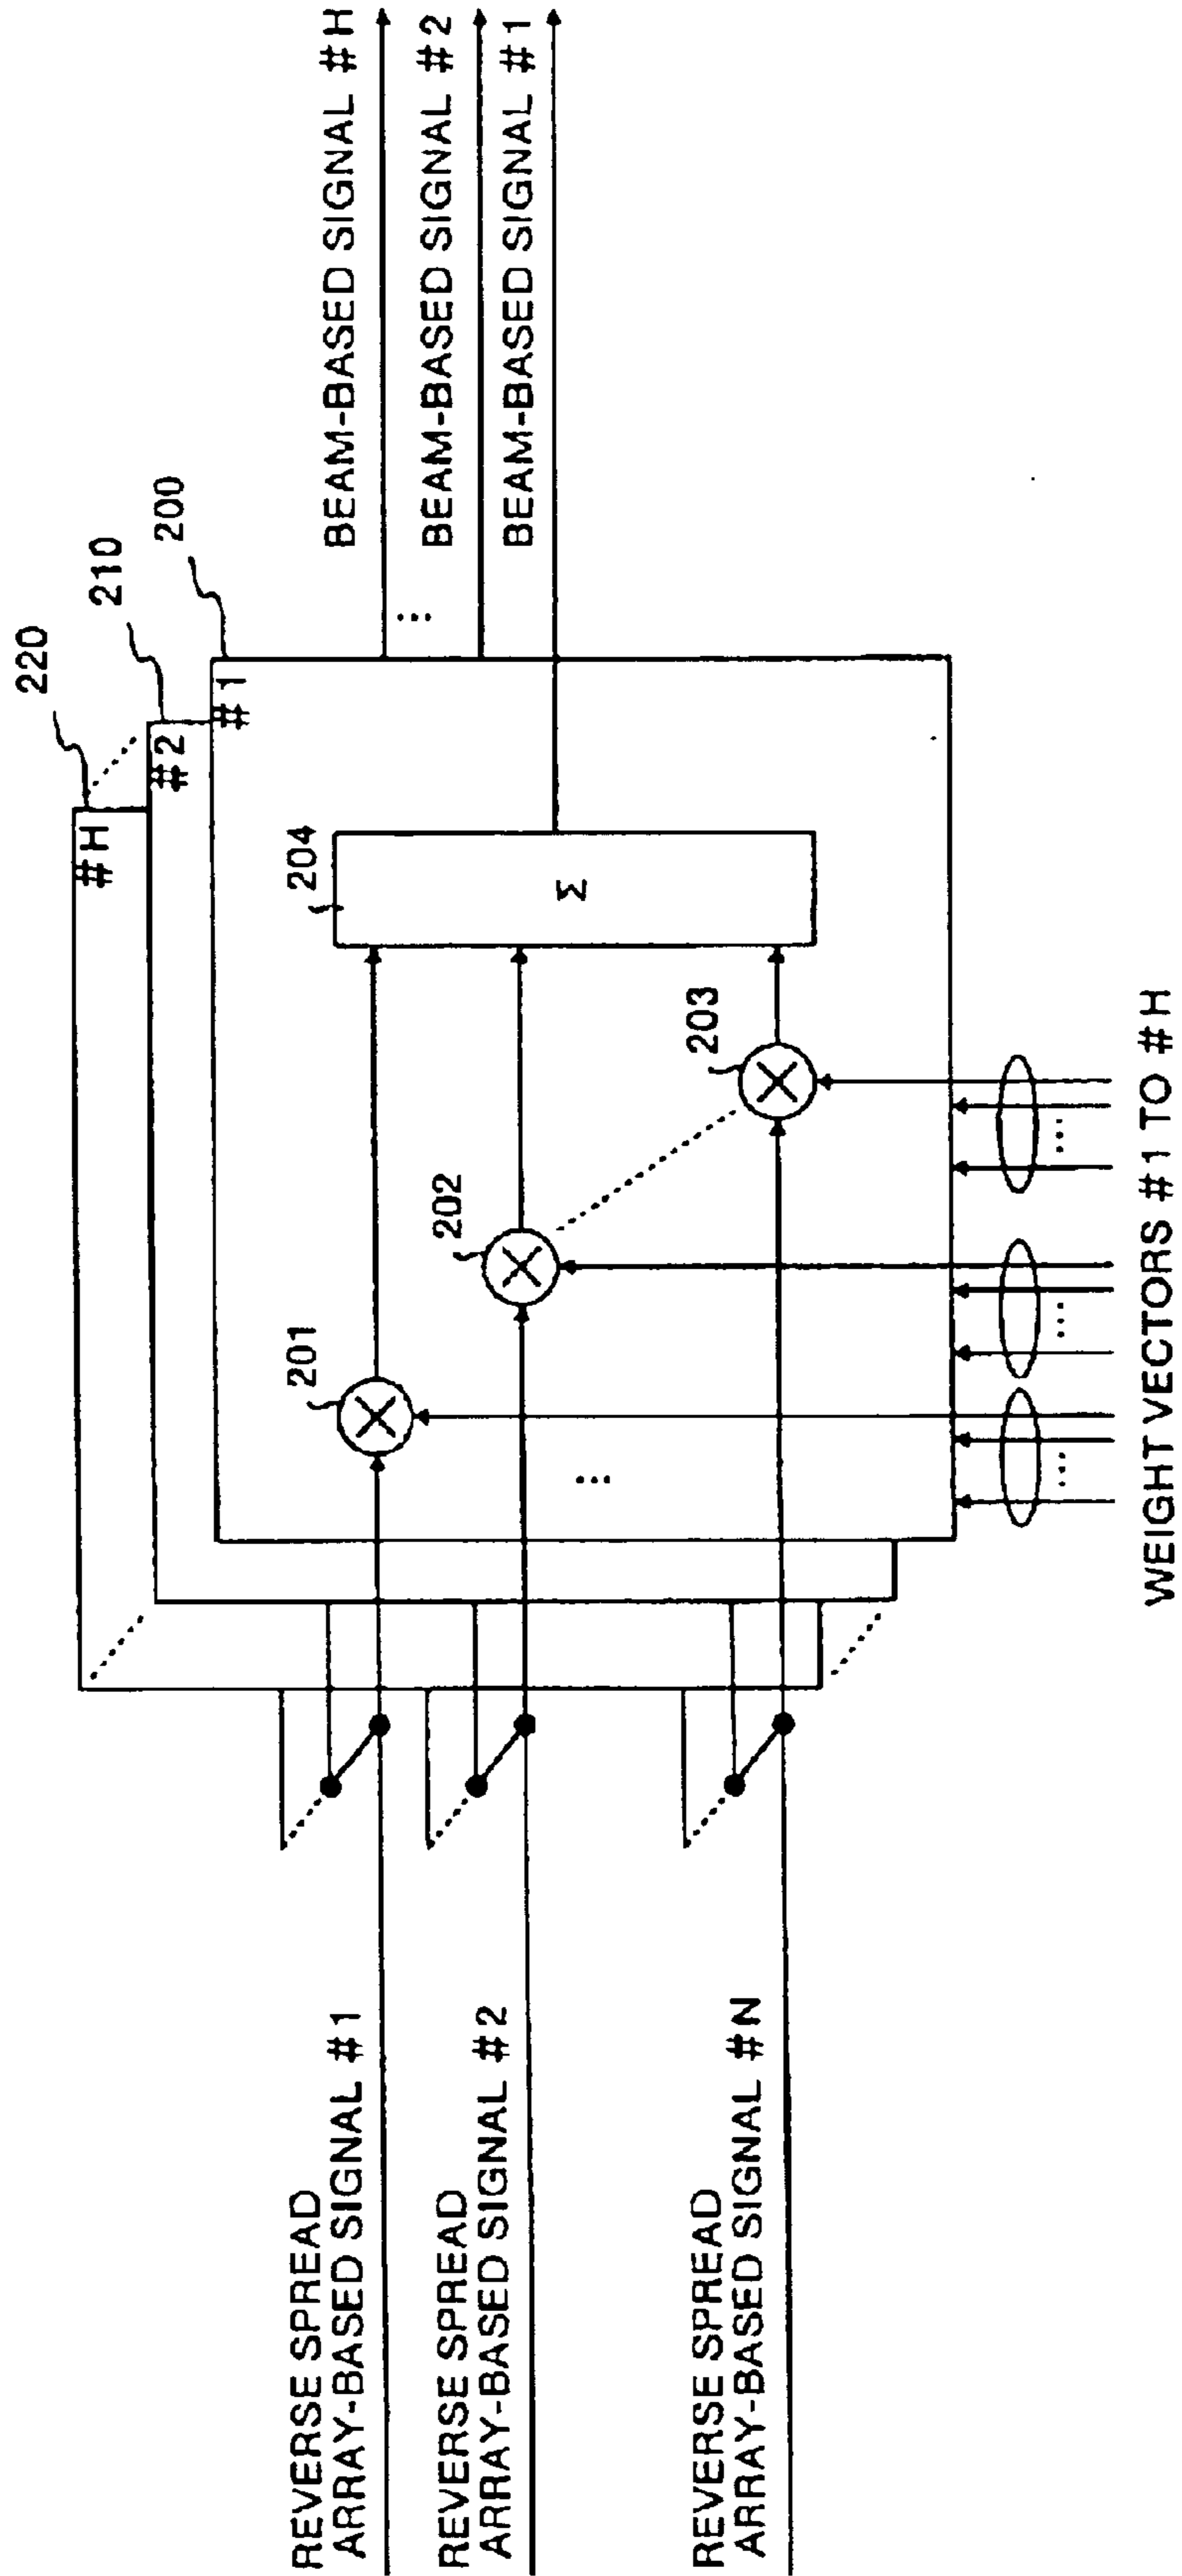 220
210
200
#H
#2
#1
BEAM-BASED SIGNAL #H
...
BEAM-BASED SIGNAL #2
BEAM-BASED SIGNAL #1
204
Σ
201
202
203
...
REVERSE SPREAD
ARRAY-BASED SIGNAL #1
REVERSE SPREAD
ARRAY-BASED SIGNAL #2
REVERSE SPREAD
ARRAY-BASED SIGNAL #N
... ... ...
WEIGHT VECTORS #1 TO #H